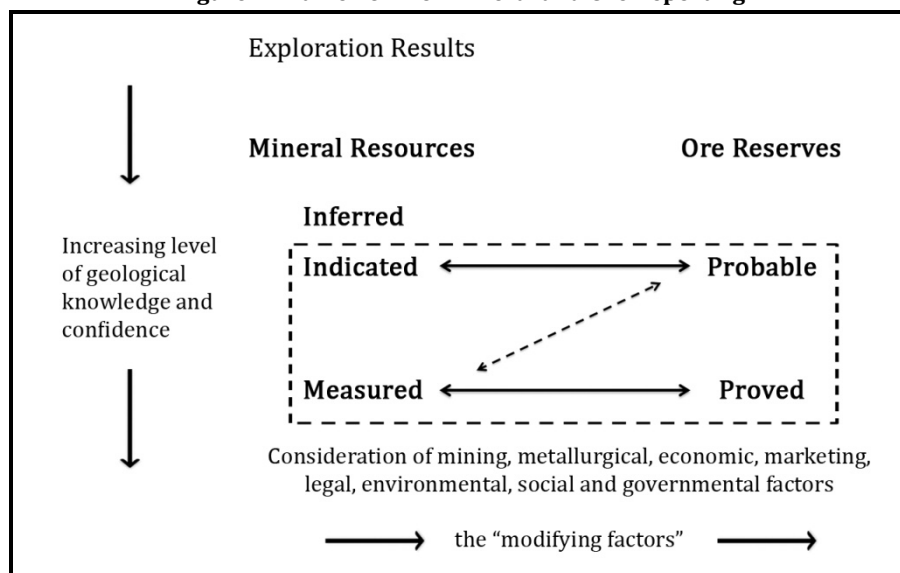 Exploration Results
Mineral Resources
Ore Reserves
Inferred
Increasing level
of geological
knowledge and
confidence
Indicated
Probable
Measured
Proved
Consideration of mining, metallurgical, economic, marketing,
legal, environmental, social and governmental factors
the “modifying factors”